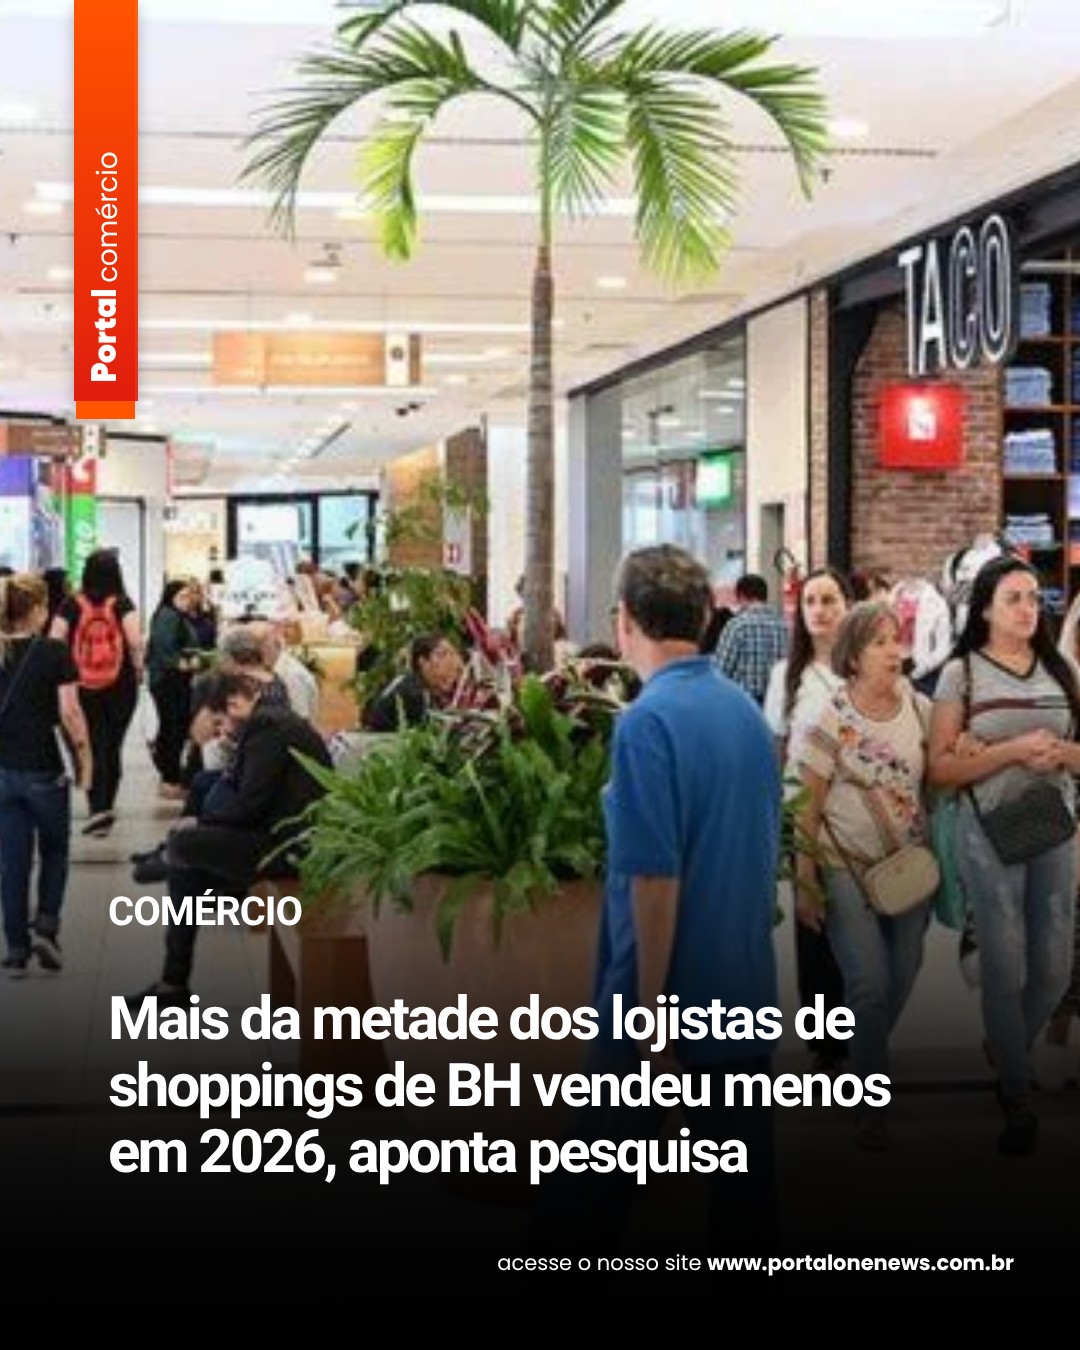 Portal comércio
TACO
COMÉRCIO
Mais da metade dos lojistas de
shoppings de BH vendeu menos
em 2026, aponta pesquisa
acesse o nosso site www.portalonenews.com.br